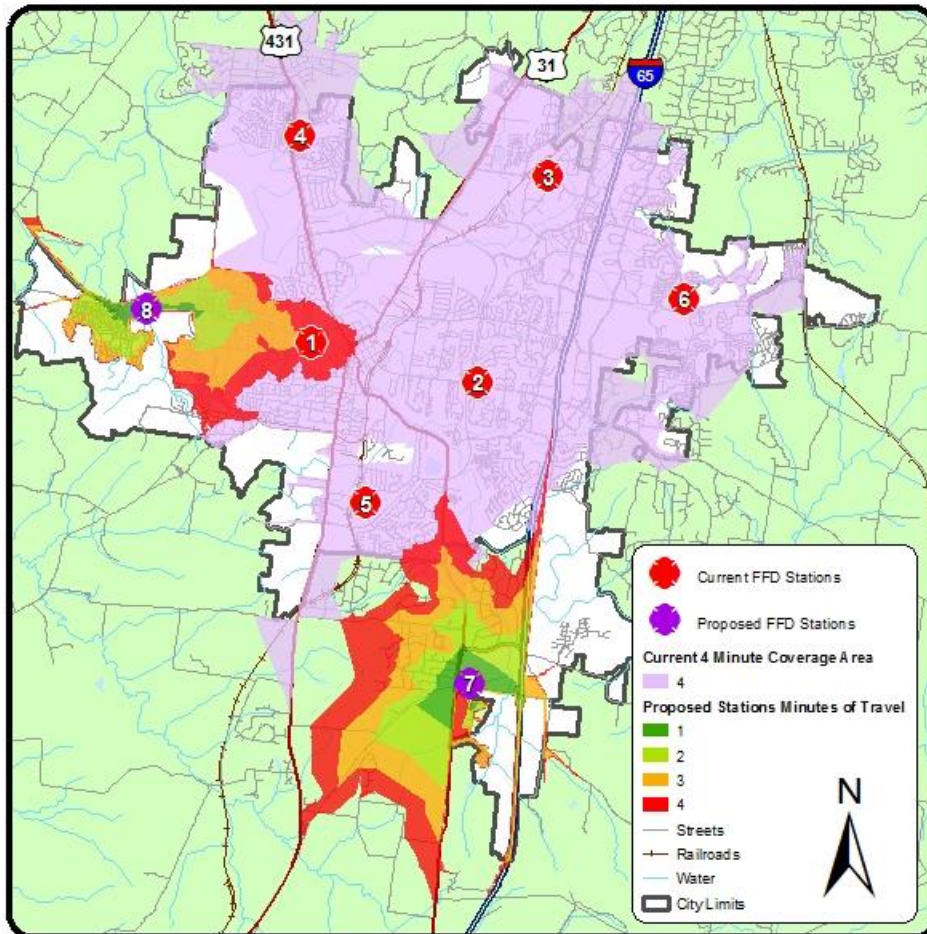 431
31
65
4
3
8
6
1
2
5
7
Current FFD Stations
Proposed FFD Stations
Current 4 Minute Coverage Area
4
Proposed Stations Minutes of Travel
1
2
3
4
Streets
Railroads
Water
City Limits
N